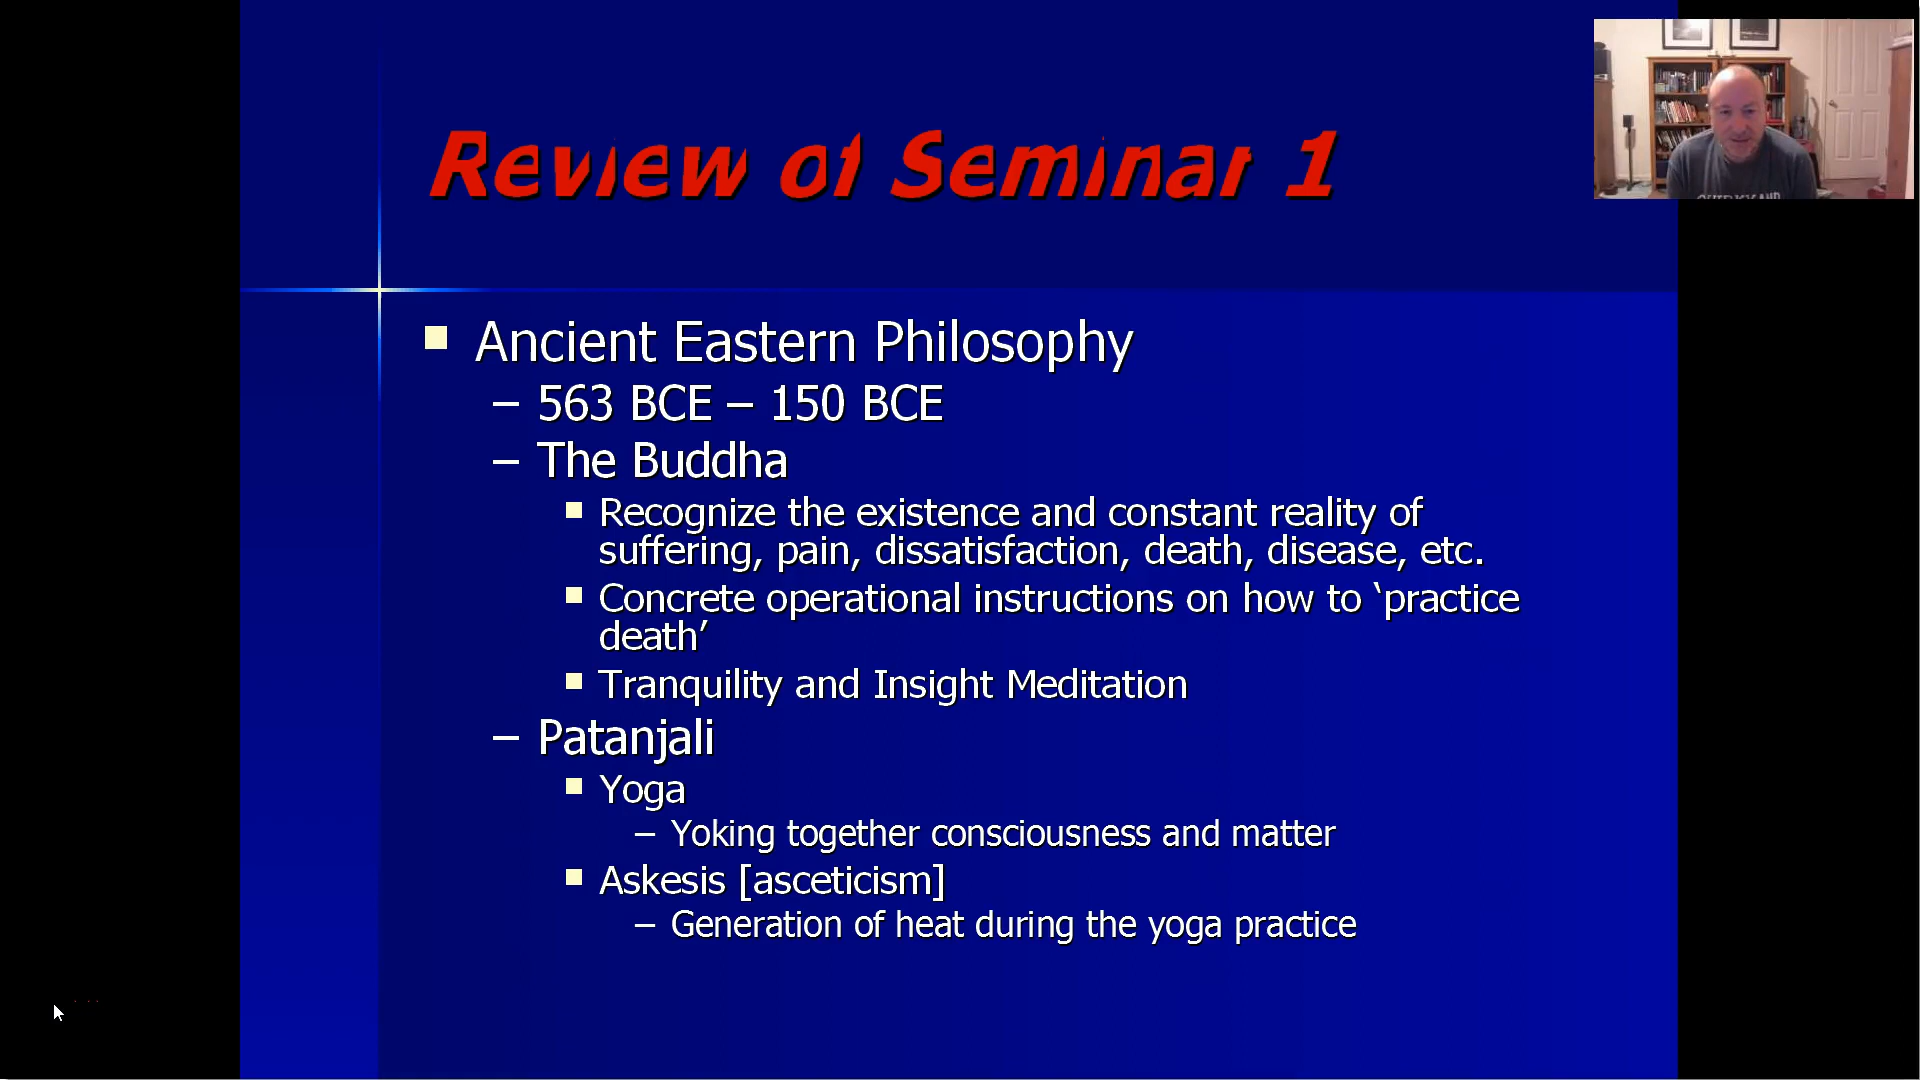 Review of Seminar 1
Ancient Eastern Philosophy
– 563 BCE – 150 BCE
– The Buddha
Recognize the existence and constant reality of
suffering, pain, dissatisfaction, death, disease, etc.
Concrete operational instructions on how to ‘practice
death’
Tranquility and Insight Meditation
– Patanjali
Yoga
– Yoking together consciousness and matter
Askesis [asceticism]
– Generation of heat during the yoga practice